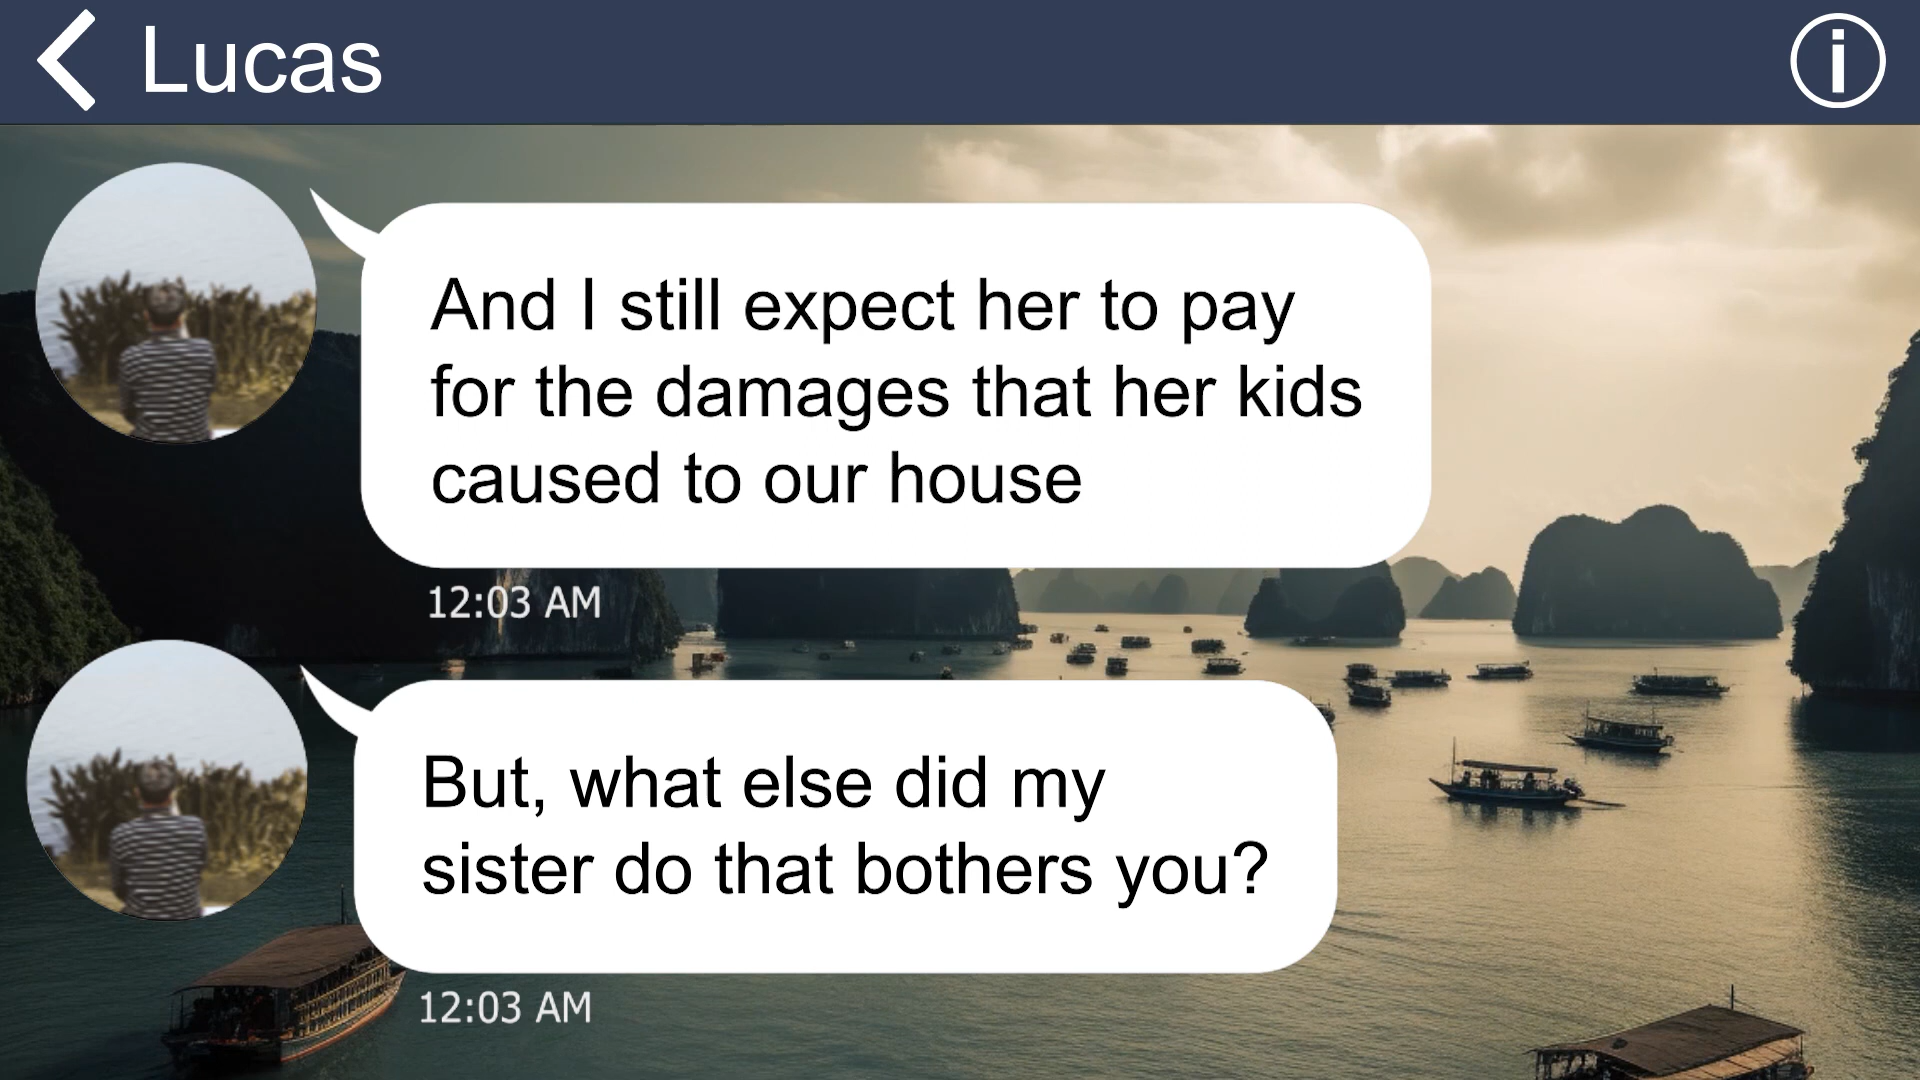 Lucas
And I still expect her to pay
for the damages that her kids
caused to our house
12:03 AM
But, what else did my
sister do that bothers you?
12:03 AM